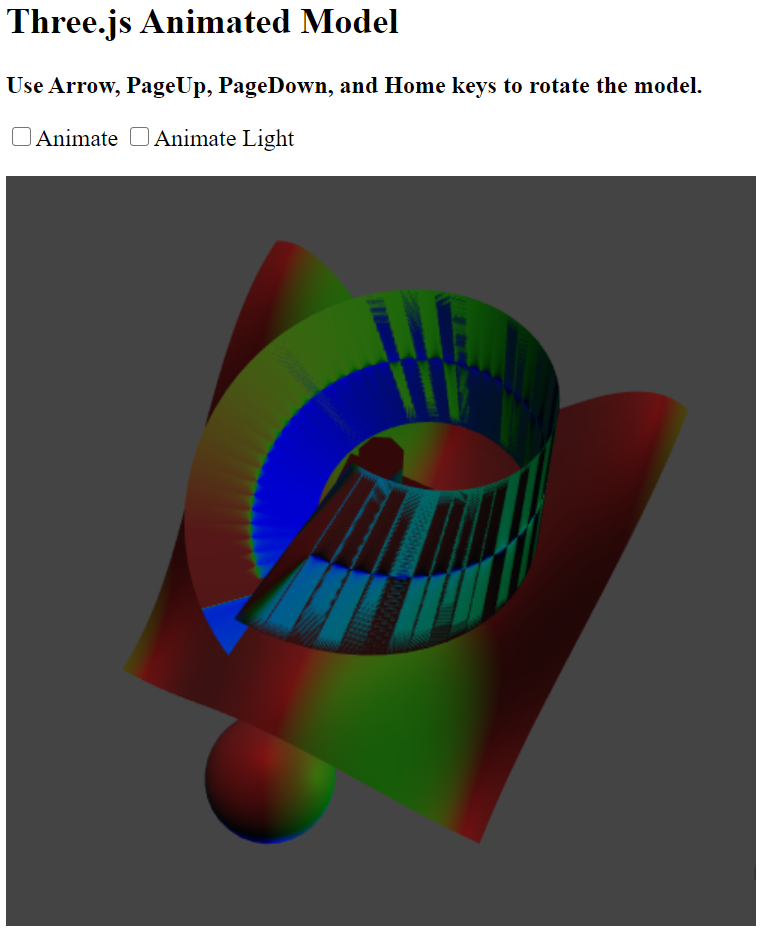 Three.js Animated Model
Use Arrow, PageUp, PageDown, and Home keys to rotate the model.
Animate Animate Light